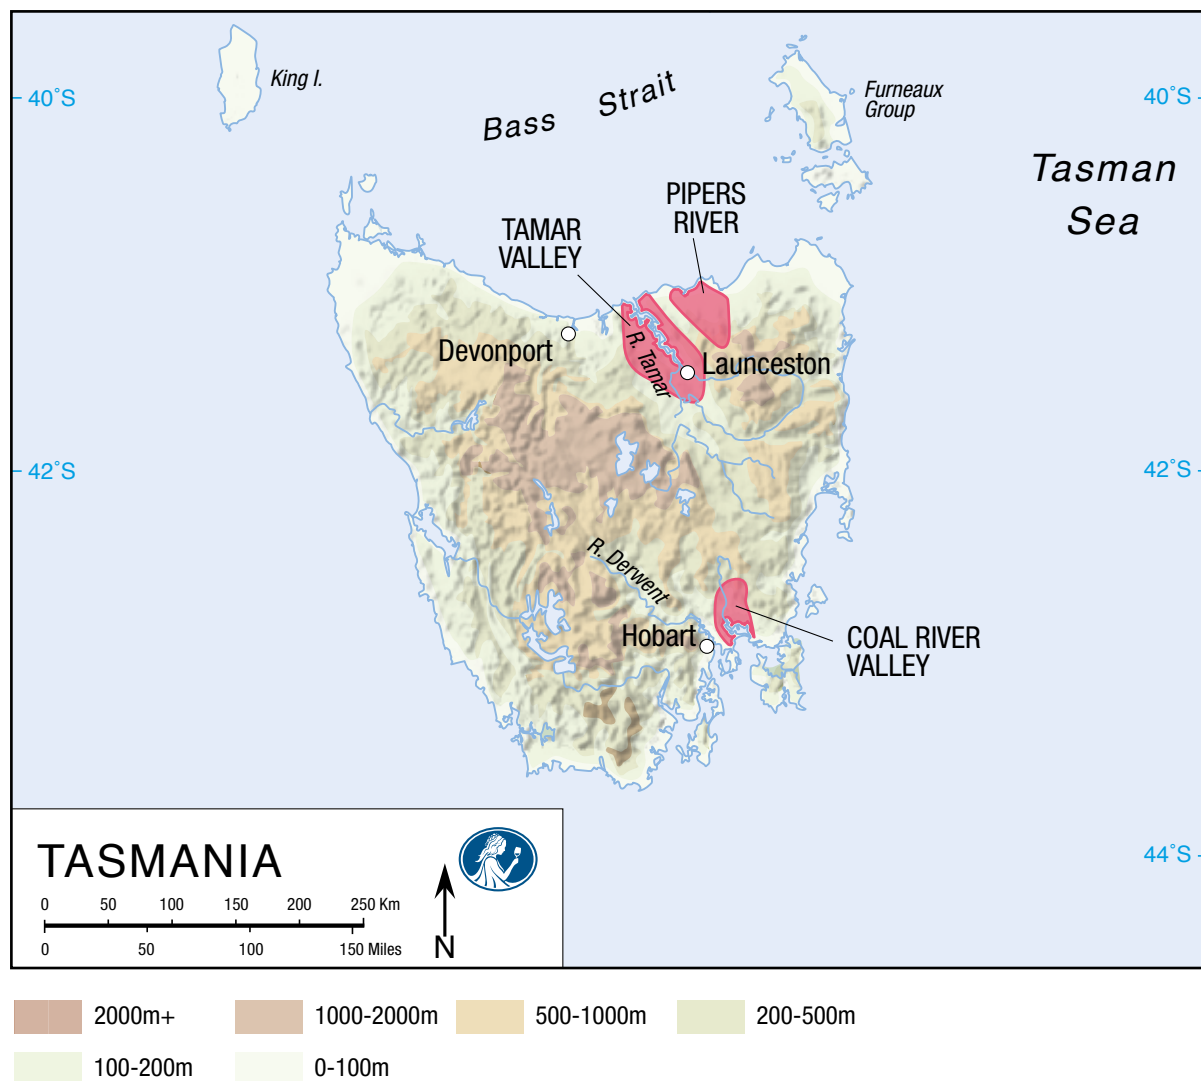 King I.
Bass Strait
Furneaux
Group
40°S
40°S
Tasman
Sea
PIPERS
RIVER
TAMAR
VALLEY
Devonport
R. Tamar
Launceston
42°S
42°S
R. Derwent
Hobart
COAL RIVER
VALLEY
44°S
TASMANIA
0 50 100 150 200 250 Km
0 50 100 150 Miles
N
2000m+ 1000-2000m 500-1000m 200-500m
100-200m 0-100m